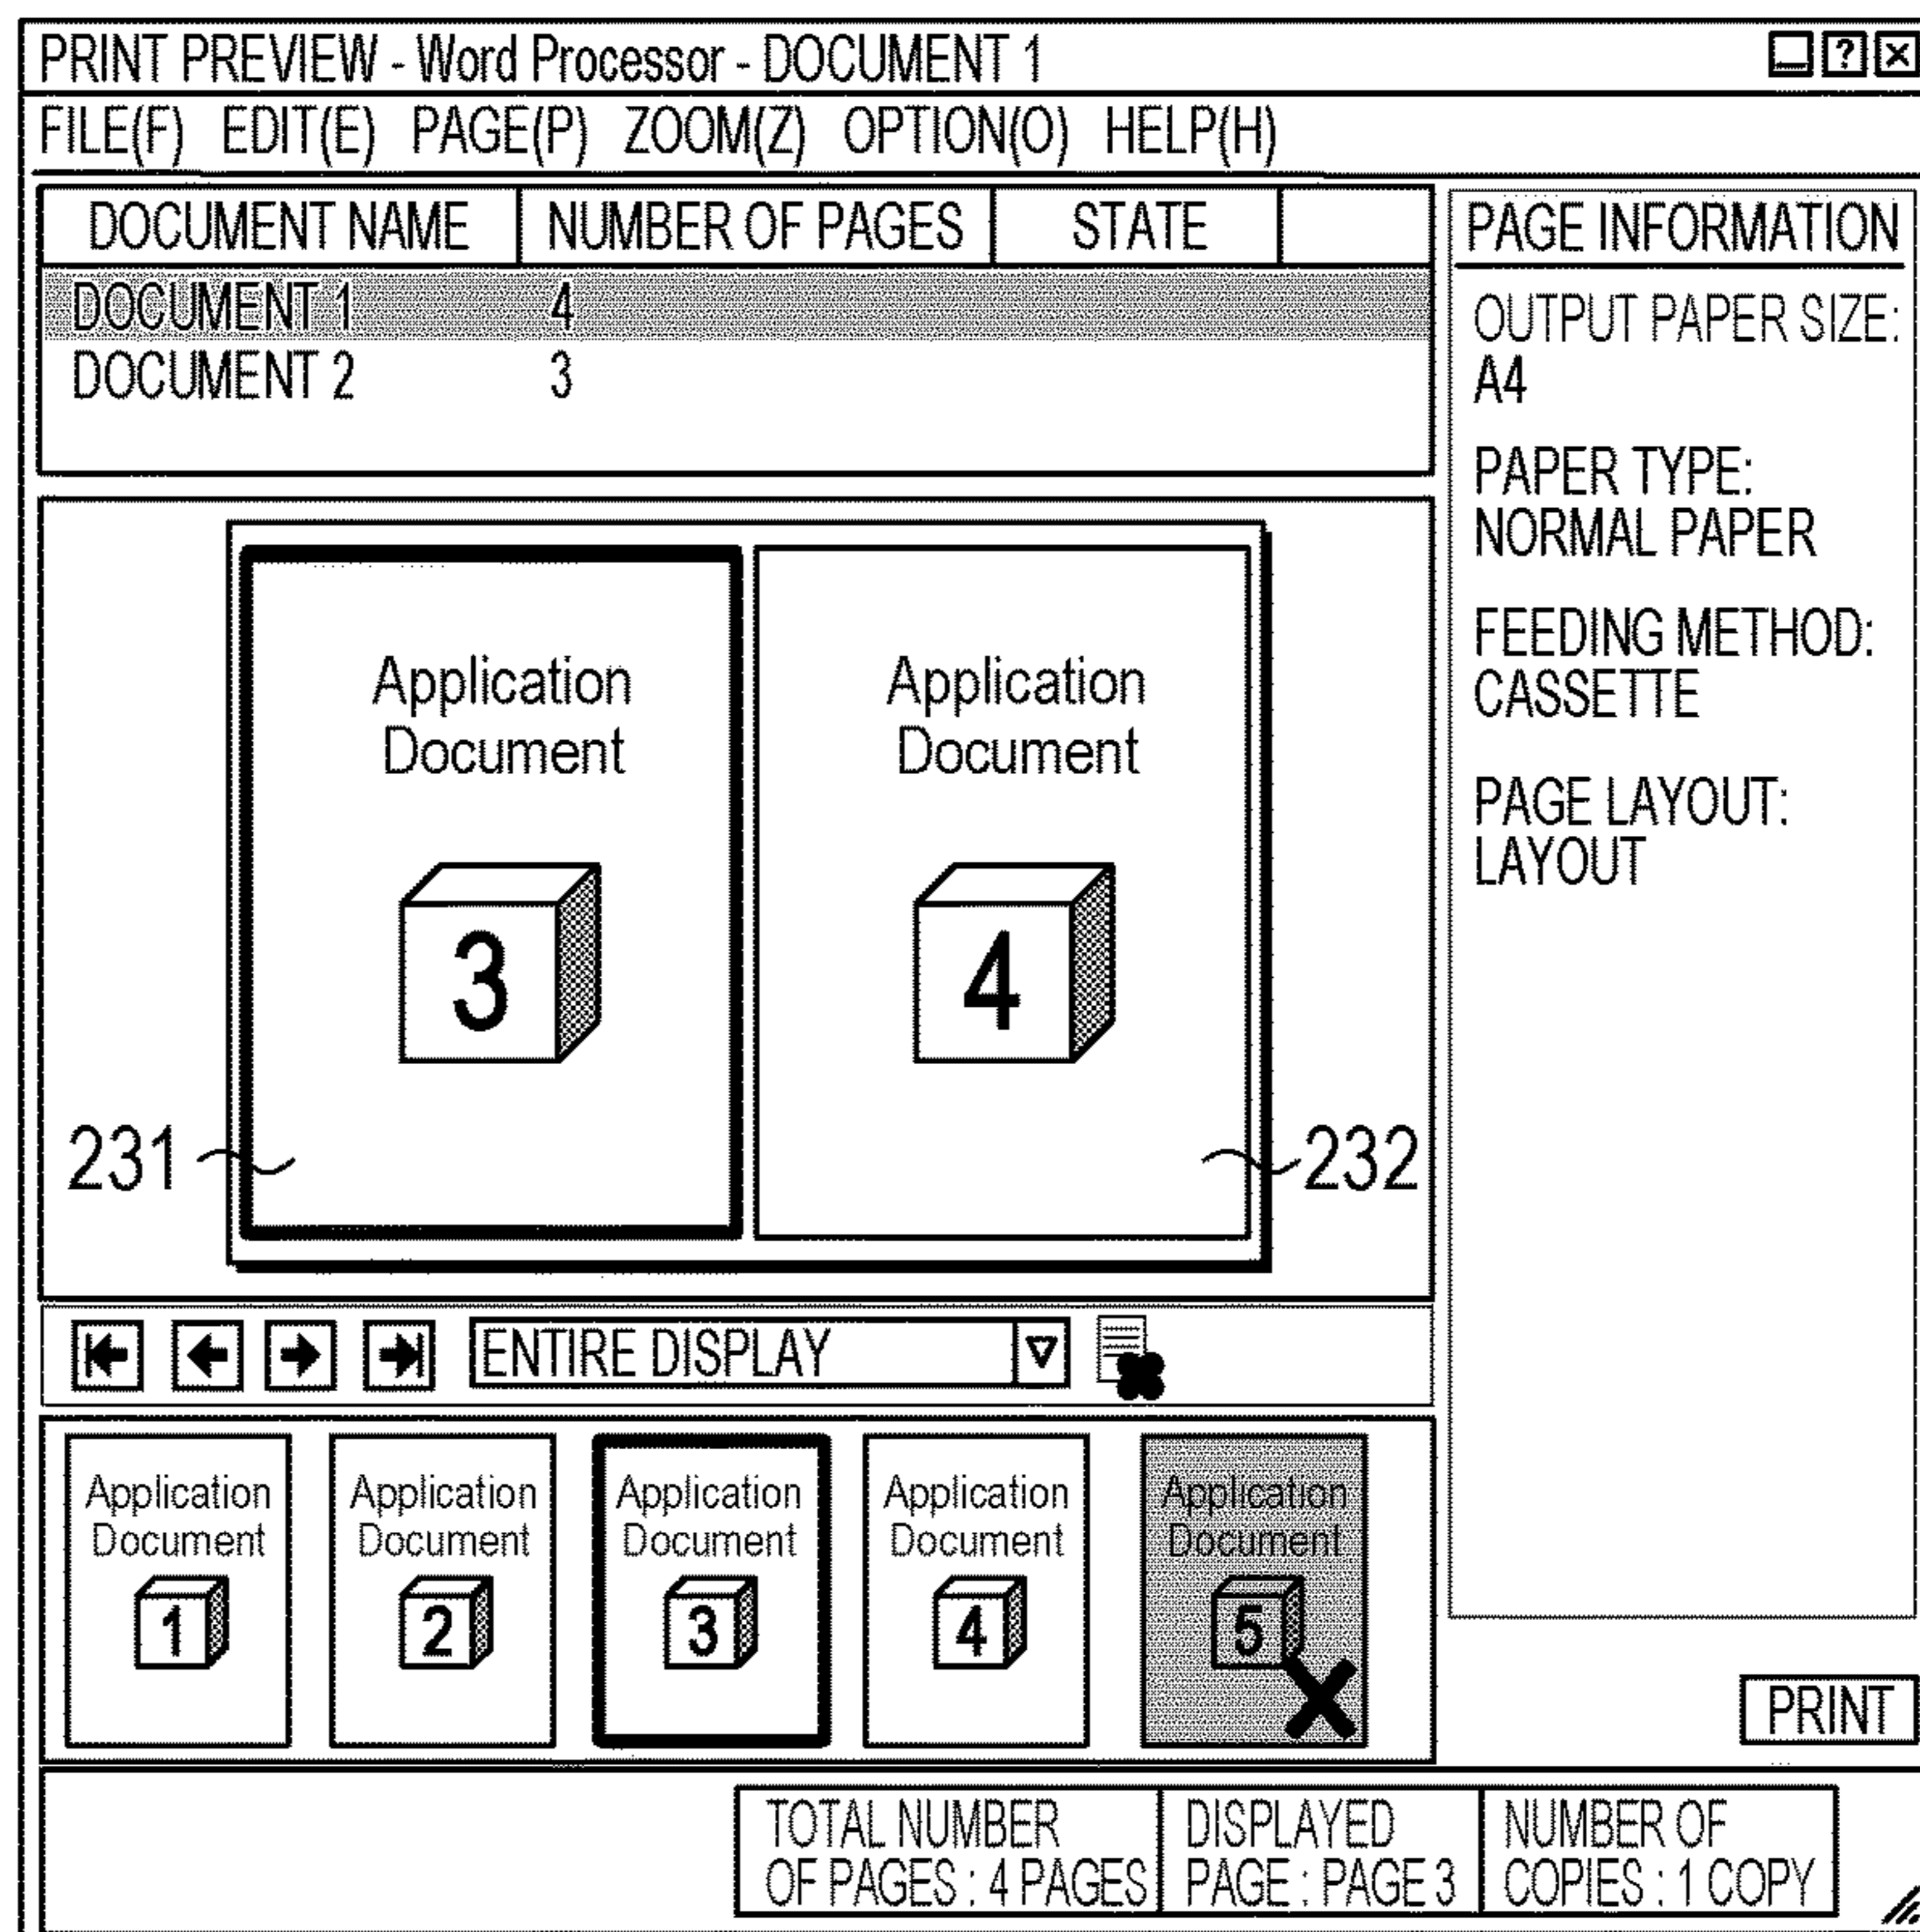 PRINT PREVIEW - Word Processor - DOCUMENT 1
?
FILE(F) EDIT(E) PAGE(P) ZOOM(Z) OPTION(O) HELP(H)
DOCUMENT NAME NUMBER OF PAGES STATE
DOCUMENT 1 4
DOCUMENT 2 3
PAGE INFORMATION
OUTPUT PAPER SIZE:
A4
PAPER TYPE:
NORMAL PAPER
FEEDING METHOD:
CASSETTE
PAGE LAYOUT:
LAYOUT
Application
Document
3
Application
Document
4
231
232
ENTIRE DISPLAY
Application
Document
1
Application
Document
2
Application
Document
3
Application
Document
4
Application
Document
5
PRINT
TOTAL NUMBER
OF PAGES : 4 PAGES
DISPLAYED
PAGE : PAGE 3
NUMBER OF
COPIES : 1 COPY